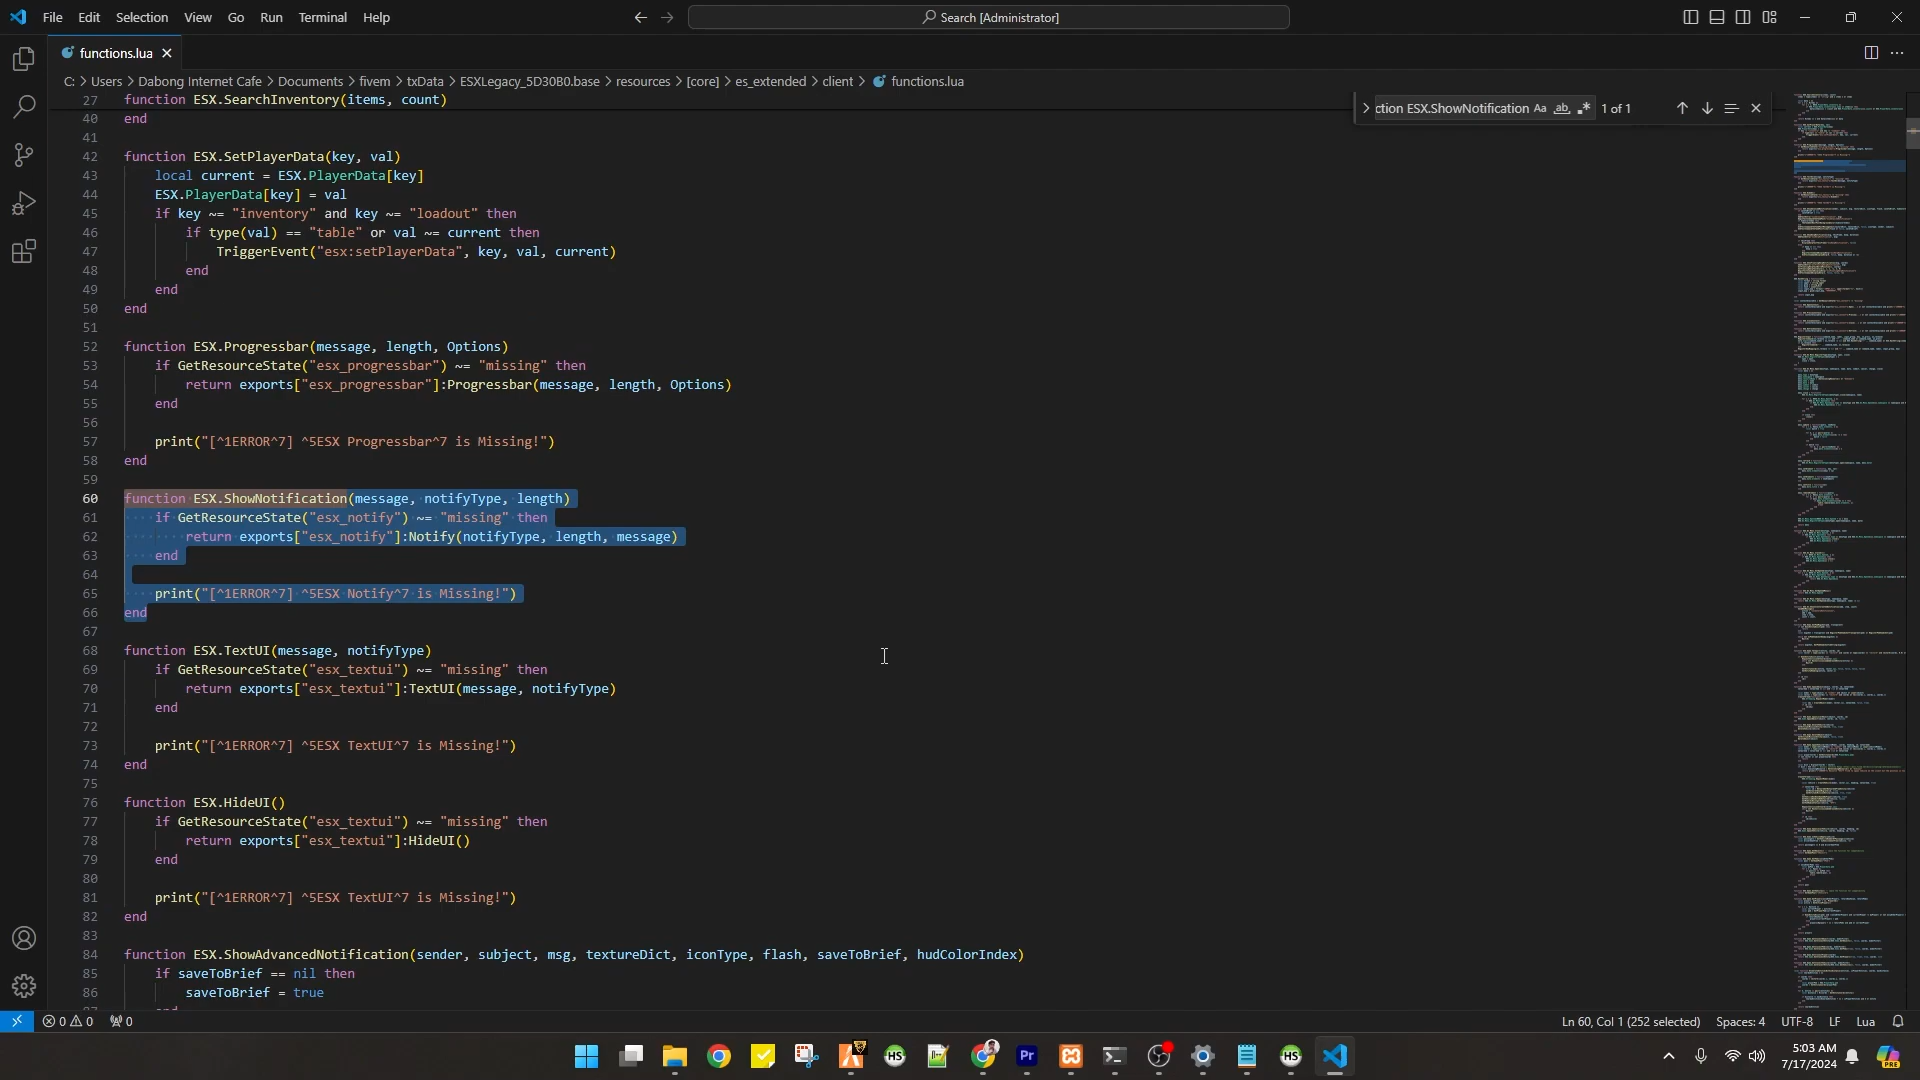 File Edit Selection View Go Run Terminal Help
Search [Administrator]
functions.lua
C: > Users > Dabong Internet Cafe > Documents > fivem > txData > ESXLegacy_5D30B0.base > resources > [core] > es_extended > client > functions.lua
ction ESX.ShowNotification Aa ab 1 of 1
27 function ESX.SearchInventory(items, count)
40 end
41
42 function ESX.SetPlayerData(key, val)
43 local current = ESX.PlayerData[key]
44 ESX.PlayerData[key] = val
45 if key ~= "inventory" and key ~= "loadout" then
46 if type(val) == "table" or val ~= current then
47 TriggerEvent("esx:setPlayerData", key, val, current)
48 end
49 end
50 end
51
52 function ESX.Progressbar(message, length, Options)
53 if GetResourceState("esx_progressbar") ~= "missing" then
54 return exports["esx_progressbar"]:Progressbar(message, length, Options)
55 end
56
57 print("[^1ERROR^7] ^5ESX Progressbar^7 is Missing!")
58 end
59
60 function ESX.ShowNotification(message, notifyType, length)
61 if GetResourceState("esx_notify") ~= "missing" then
62 return exports["esx_notify"]:Notify(notifyType, length, message)
63 end
64
65 print("[^1ERROR^7] ^5ESX Notify^7 is Missing!")
66 end
67
68 function ESX.TextUI(message, notifyType)
69 if GetResourceState("esx_textui") ~= "missing" then
70 return exports["esx_textui"]:TextUI(message, notifyType)
71 end
72
73 print("[^1ERROR^7] ^5ESX TextUI^7 is Missing!")
74 end
75
76 function ESX.HideUI()
77 if GetResourceState("esx_textui") ~= "missing" then
78 return exports["esx_textui"]:HideUI()
79 end
80
81 print("[^1ERROR^7] ^5ESX TextUI^7 is Missing!")
82 end
83
84 function ESX.ShowAdvancedNotification(sender, subject, msg, textureDict, iconType, flash, saveToBrief, hudColorIndex)
85 if saveToBrief == nil then
86 saveToBrief = true
0 0 0 Ln 60, Col 1 (252 selected) Spaces: 4 UTF-8 LF Lua
HS Pr HS
5:03 AM
7/17/2024
PRE